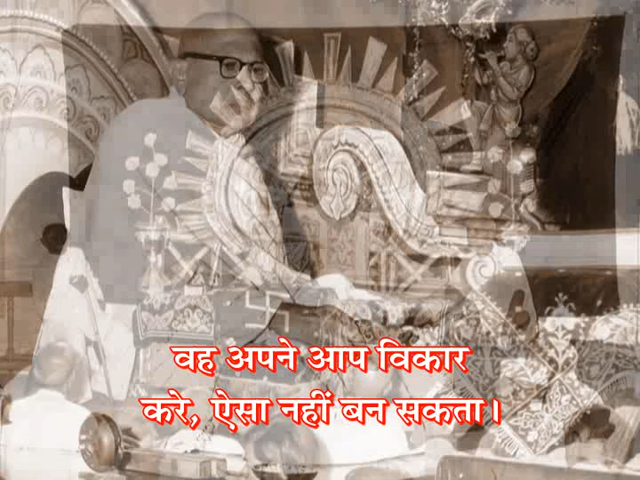 वह अपने आप विकार
करे, ऐसा नहीं बन सकता।